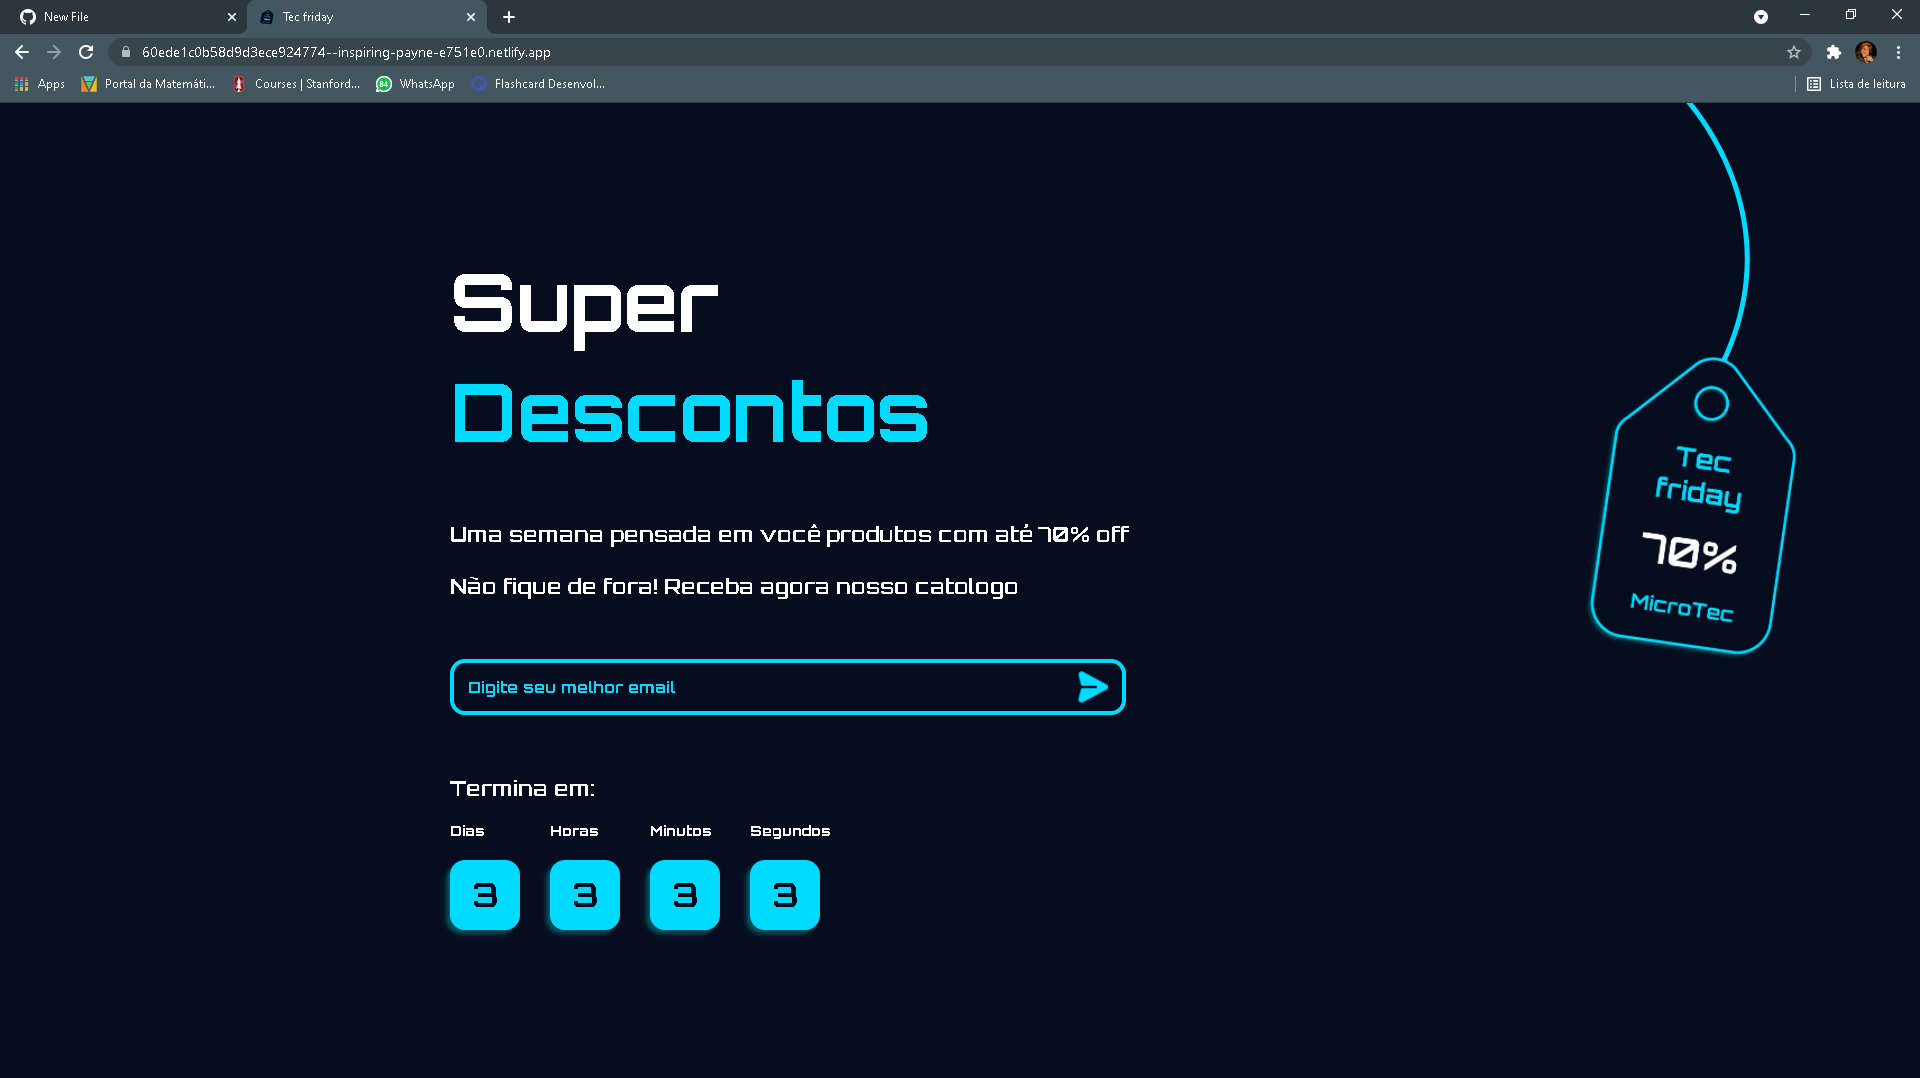 New File
Tec friday
60ede1c0b58d9d3ece924774--inspiring-payne-e751e0.netlify.app
Apps
Portal da Matemáti...
Courses | Stanford...
84
WhatsApp
Flashcard Desenvol...
Lista de leitura
Super
Descontos
Uma semana pensada em você produtos com até 70% off
Não fique de fora! Receba agora nosso catologo
Digite seu melhor email
Termina em:
Dias Horas Minutos Segundos
3 3 3 3
Tec
friday
70%
MicroTec